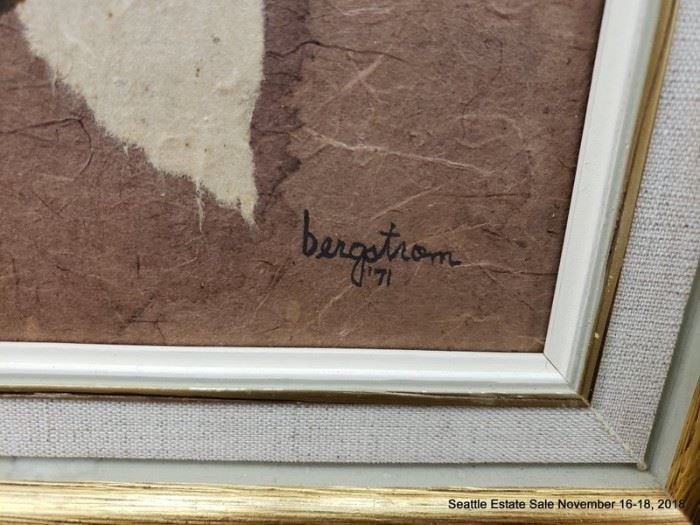 bergstrom
'71
Seattle Estate Sale November 16-18, 2018